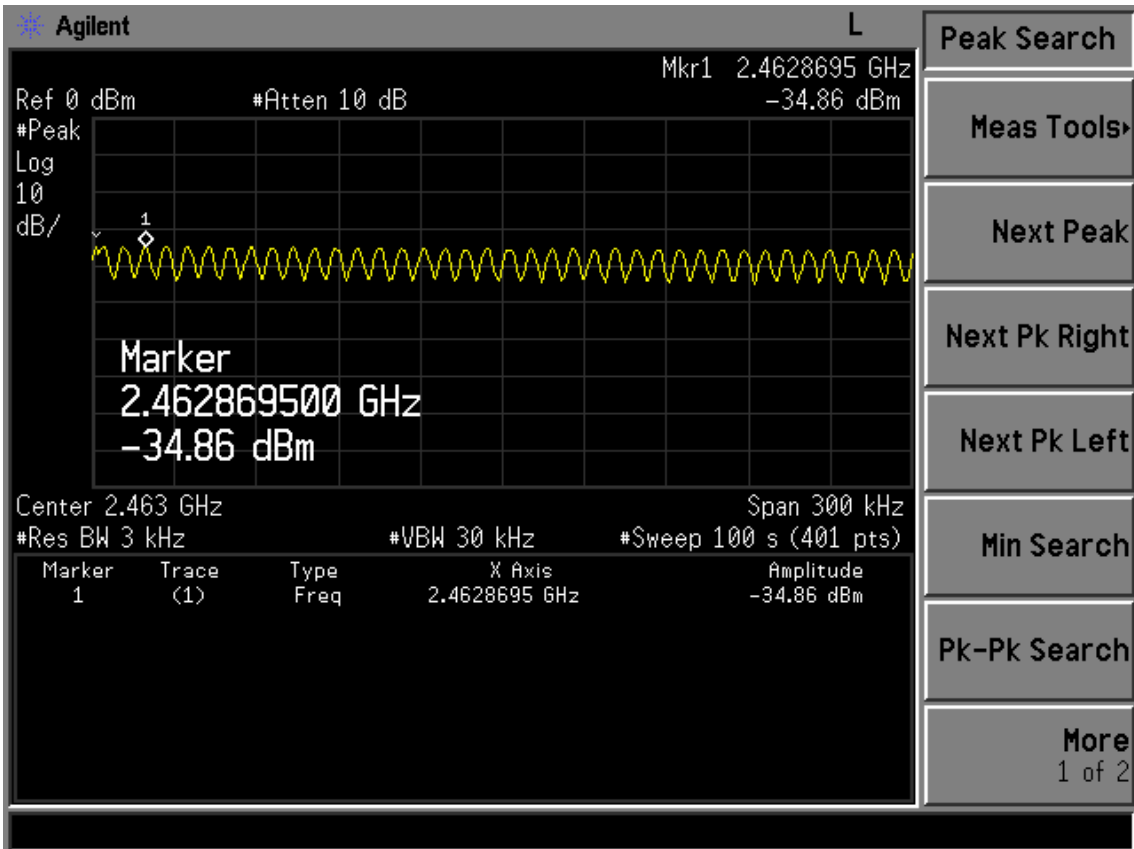 Agilent L
Peak Search
Mkr1 2.4628695 GHz
Ref 0 dBm #Atten 10 dB -34.86 dBm
#Peak
Log
10
dB/
1
Marker
2.462869500 GHz
-34.86 dBm
Center 2.463 GHz Span 300 kHz
#Res BW 3 kHz #VBW 30 kHz #Sweep 100 s (401 pts)
Marker Trace Type X Axis Amplitude
1 (1) Freq 2.4628695 GHz -34.86 dBm
Meas Tools
Next Peak
Next Pk Right
Next Pk Left
Min Search
Pk-Pk Search
More
1 of 2